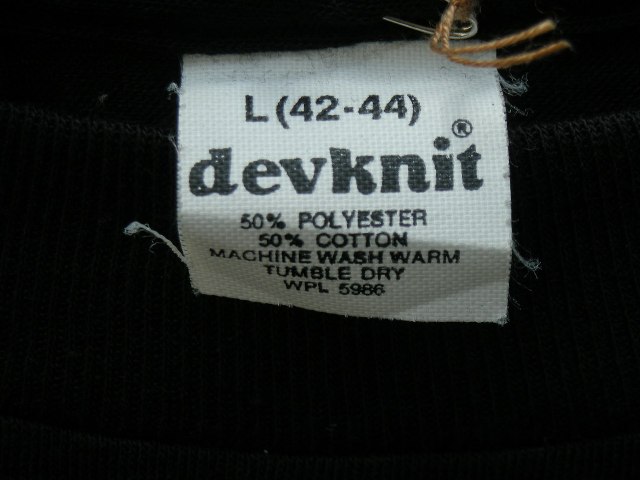 L (42-44)
devknit®
50% POLYESTER
50% COTTON
MACHINE WASH WARM
TUMBLE DRY
WPL 5986